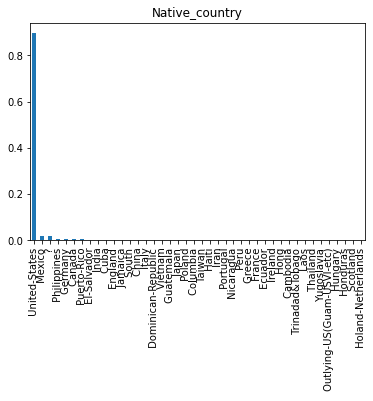 Native_country
0.8
0.6
0.4
0.2
0.0
United-States
Mexico
?
Philippines
Germany
Canada
Puerto-Rico
El-Salvador
India
Cuba
England
Jamaica
South
China
Italy
Dominican-Republic
Vietnam
Guatemala
Japan
Poland
Columbia
Taiwan
Haiti
Iran
Portugal
Nicaragua
Peru
Greece
France
Ecuador
Ireland
Hong
Cambodia
Trinadad&Tobago
Laos
Thailand
Yugoslavia
Outlying-US(Guam-USVI-etc)
Hungary
Honduras
Scotland
Holand-Netherlands